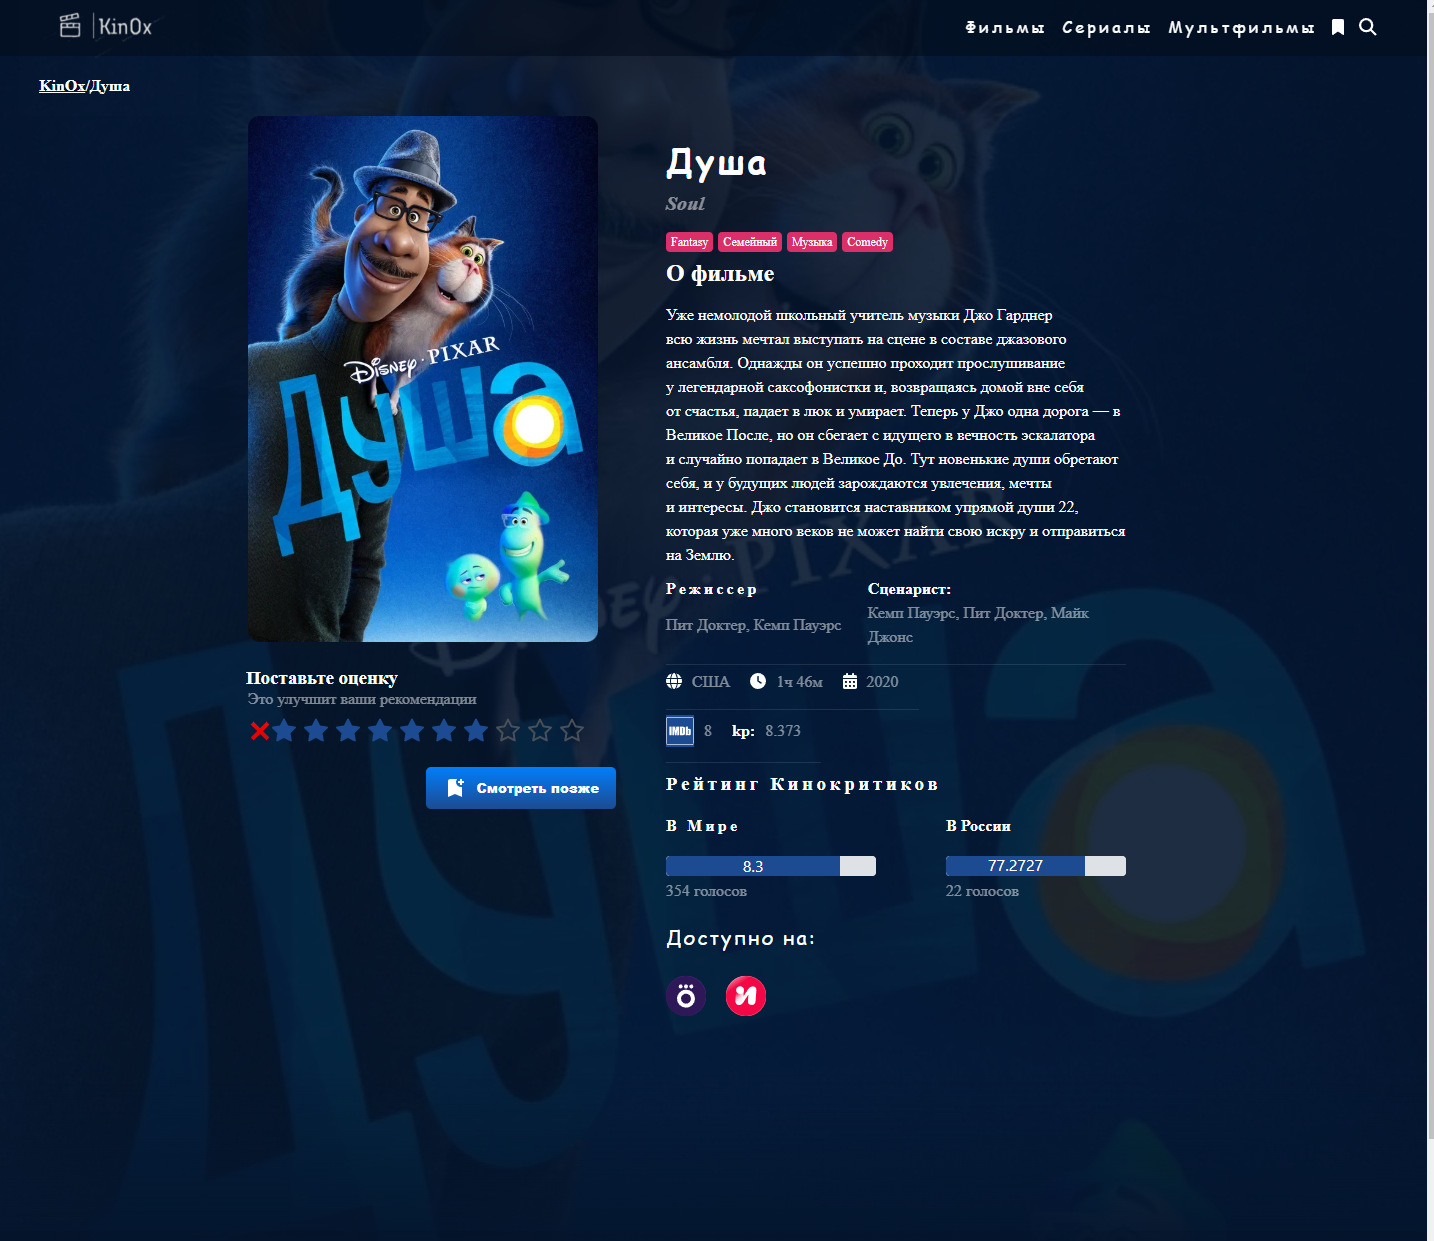 KinOx
Фильмы Сериалы Мультфильмы
KinOx/Душа
Disney · PIXAR
Душа
Поставьте оценку
Это улучшит ваши рекомендации
Смотреть позже
Душа
Soul
Fantasy Семейный Музыка Comedy
О фильме
Уже немолодой школьный учитель музыки Джо Гарднер
всю жизнь мечтал выступать на сцене в составе джазового
ансамбля. Однажды он успешно проходит прослушивание
у легендарной саксофонистки и, возвращаясь домой вне себя
от счастья, падает в люк и умирает. Теперь у Джо одна дорога — в
Великое После, но он сбегает с идущего в вечность эскалатора
и случайно попадает в Великое До. Тут новенькие души обретают
себя, и у будущих людей зарождаются увлечения, мечты
и интересы. Джо становится наставником упрямой души 22,
которая уже много веков не может найти свою искру и отправиться
на Землю.
Режиссер
Пит Доктер, Кемп Пауэрс
Сценарист:
Кемп Пауэрс, Пит Доктер, Майк
Джонс
США 1ч 46м 2020
IMDb 8 kp: 8.373
Рейтинг Кинокритиков
В Мире
8.3
354 голосов
В России
77.2727
22 голосов
Доступно на: